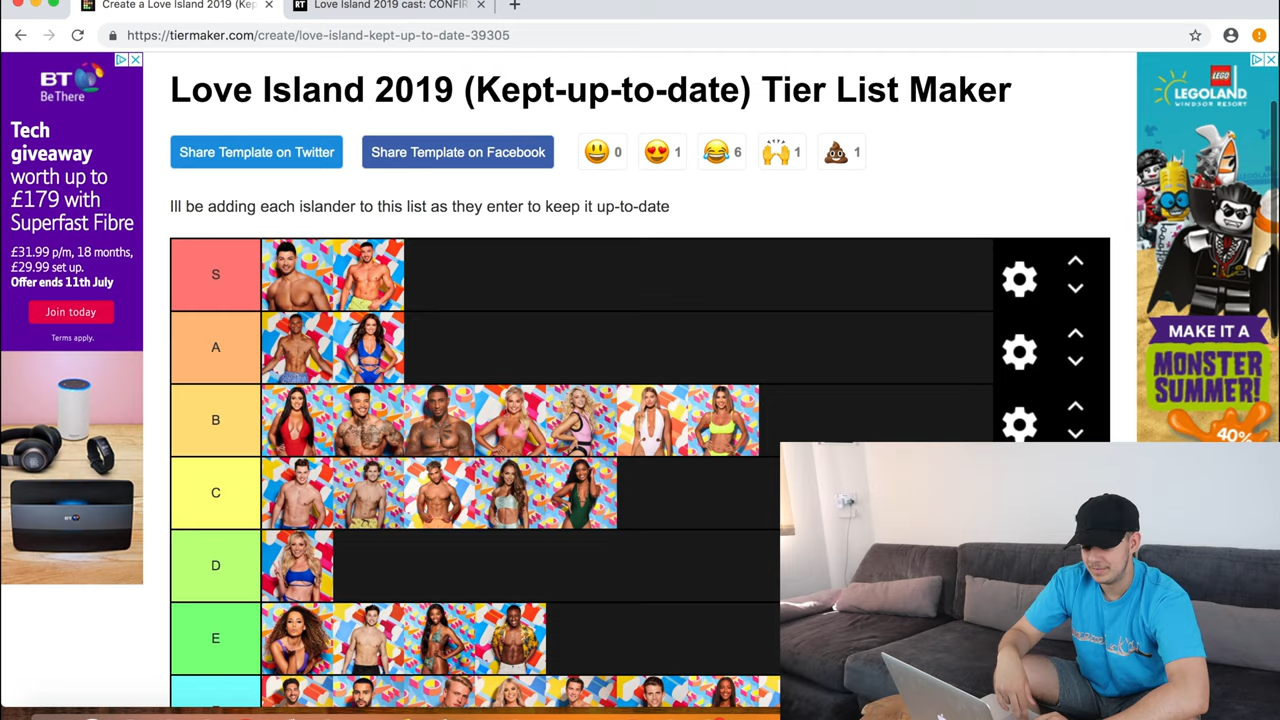 Create a Love Island 2019 (Kep
Love Island 2019 cast: CONFIR
https://tiermaker.com/create/love-island-kept-up-to-date-39305
Love Island 2019 (Kept-up-to-date) Tier List Maker
Share Template on Twitter
Share Template on Facebook
0
1
6
1
1
Ill be adding each islander to this list as they enter to keep it up-to-date
S
A
B
C
D
E
BT
Be There
Tech
giveaway
worth up to
£179 with
Superfast Fibre
£31.99 p/m, 18 months,
£29.99 set up.
Offer ends 11th July
Join today
Terms apply.
BT
LEGO
LEGOLAND
WINDSOR RESORT
MAKE IT A
MONSTER
SUMMER!
40%